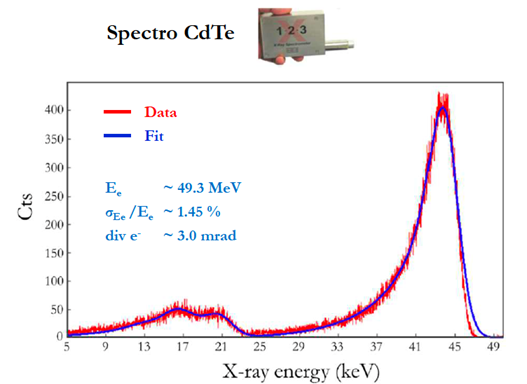 Spectro CdTe
1 2 3
X-Ray Spectrometer
Data
Fit
Eₑ ~ 49.3 MeV
σEe /Eₑ ~ 1.45 %
div e⁻ ~ 3.0 mrad
Cts
400
350
300
250
200
150
100
50
0
5 9 13 17 21 25 29 33 37 41 45 49
X-ray energy (keV)